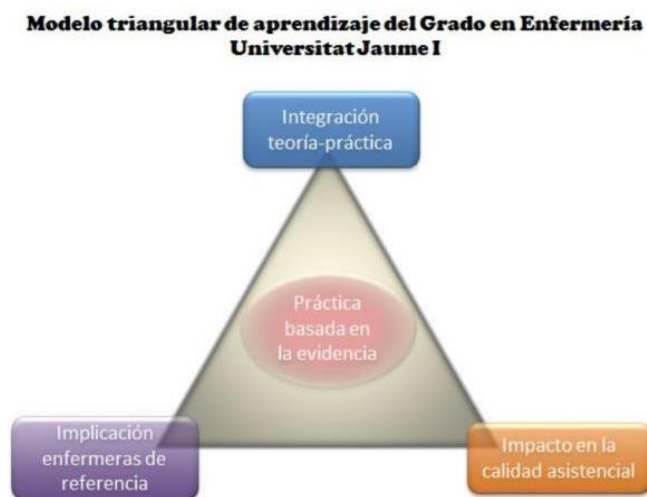 Modelo triangular de aprendizaje del Grado en Enfermería
Universitat Jaume I
Integración
teoría-práctica
Práctica
basada en
la evidencia
Implicación
enfermeras de
referencia
Impacto en la
calidad asistencial